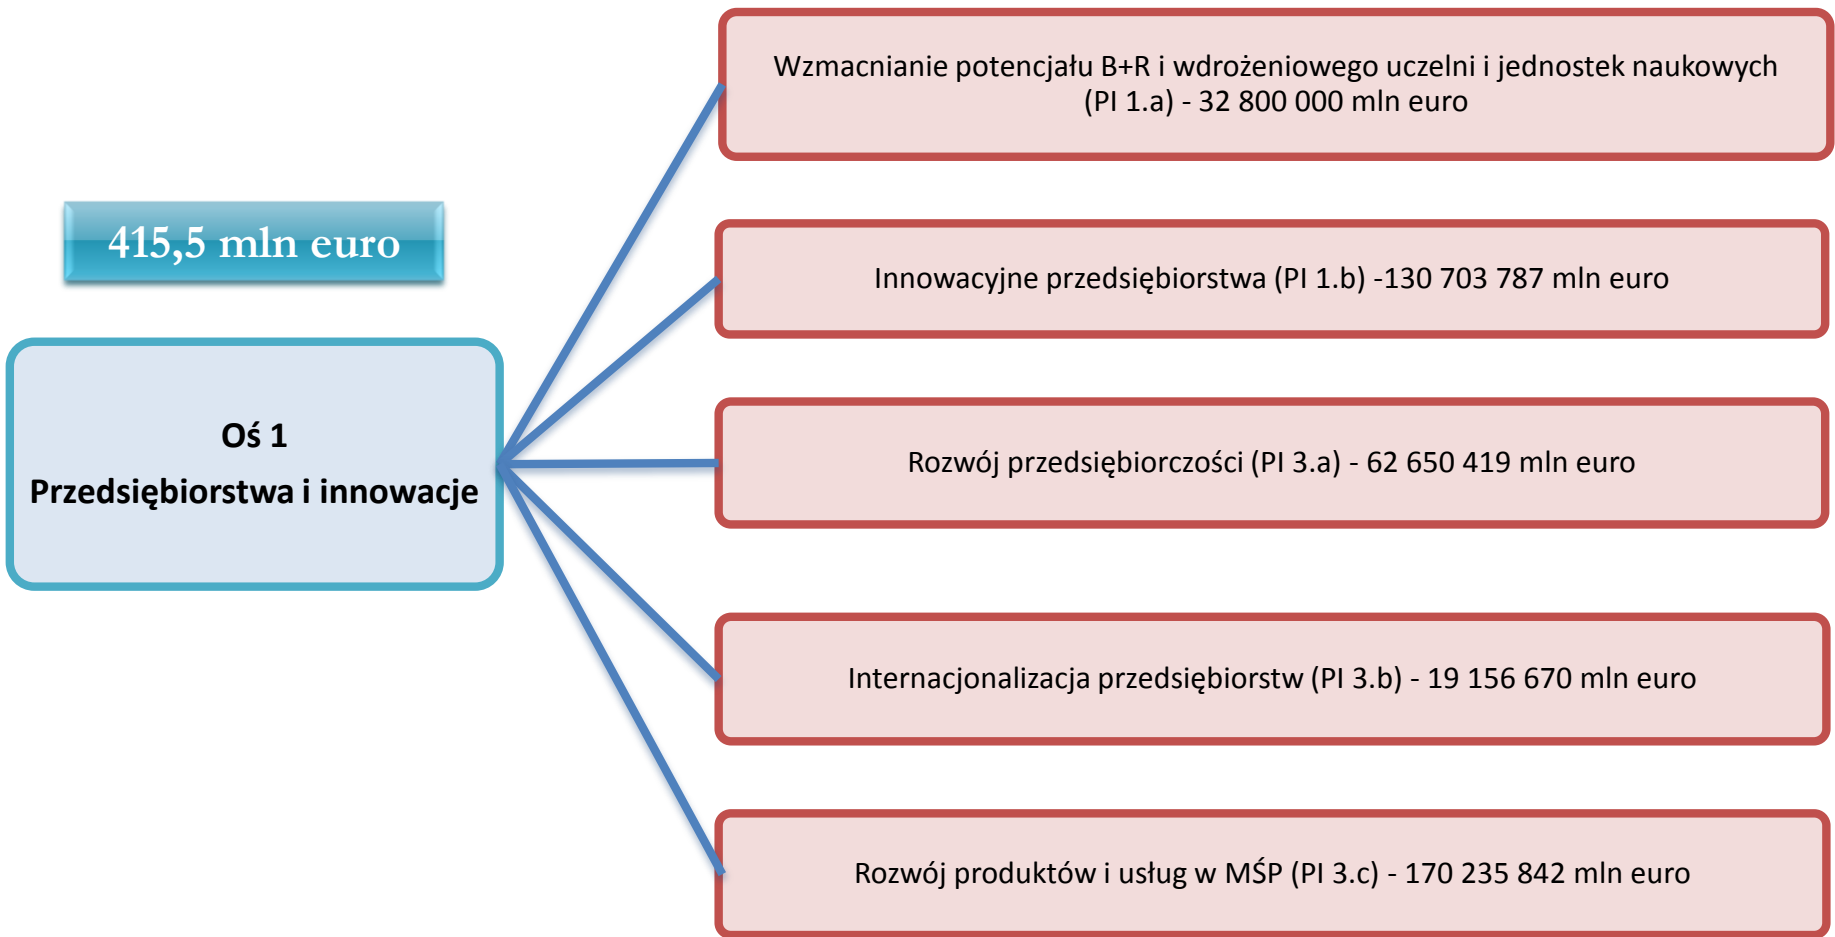 415,5 mln euro
Oś 1
Przedsiębiorstwa i innowacje
Wzmacnianie potencjału B+R i wdrożeniowego uczelni i jednostek naukowych
(PI 1.a) - 32 800 000 mln euro
Innowacyjne przedsiębiorstwa (PI 1.b) -130 703 787 mln euro
Rozwój przedsiębiorczości (PI 3.a) - 62 650 419 mln euro
Internacjonalizacja przedsiębiorstw (PI 3.b) - 19 156 670 mln euro
Rozwój produktów i usług w MŚP (PI 3.c) - 170 235 842 mln euro